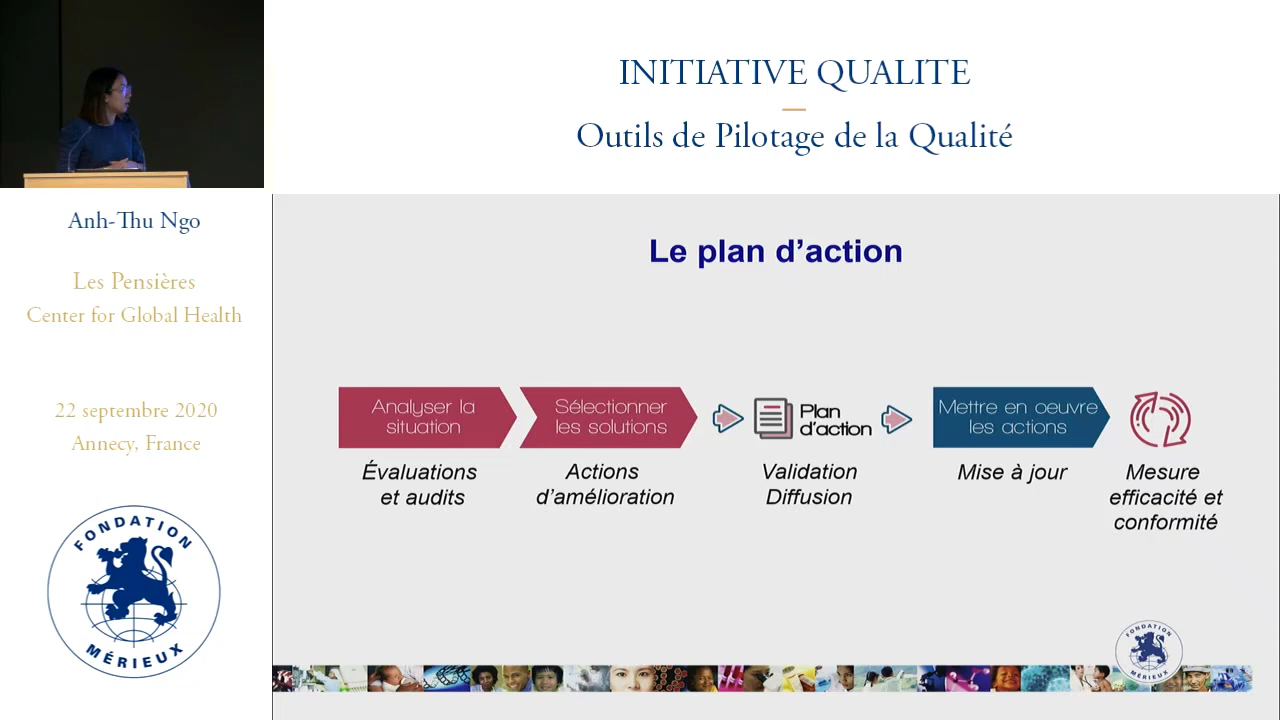 INITIATIVE QUALITE
Outils de Pilotage de la Qualité
Anh-Thu Ngo
Les Pensières
Center for Global Health
22 septembre 2020
Annecy, France
FONDATION
MÉRIEUX
Le plan d’action
Analyser la
situation
Sélectionner
les solutions
Plan
d’action
Mettre en oeuvre
les actions
Évaluations
et audits
Actions
d’amélioration
Validation
Diffusion
Mise à jour
Mesure
efficacité et
conformité
FONDATION
MÉRIEUX